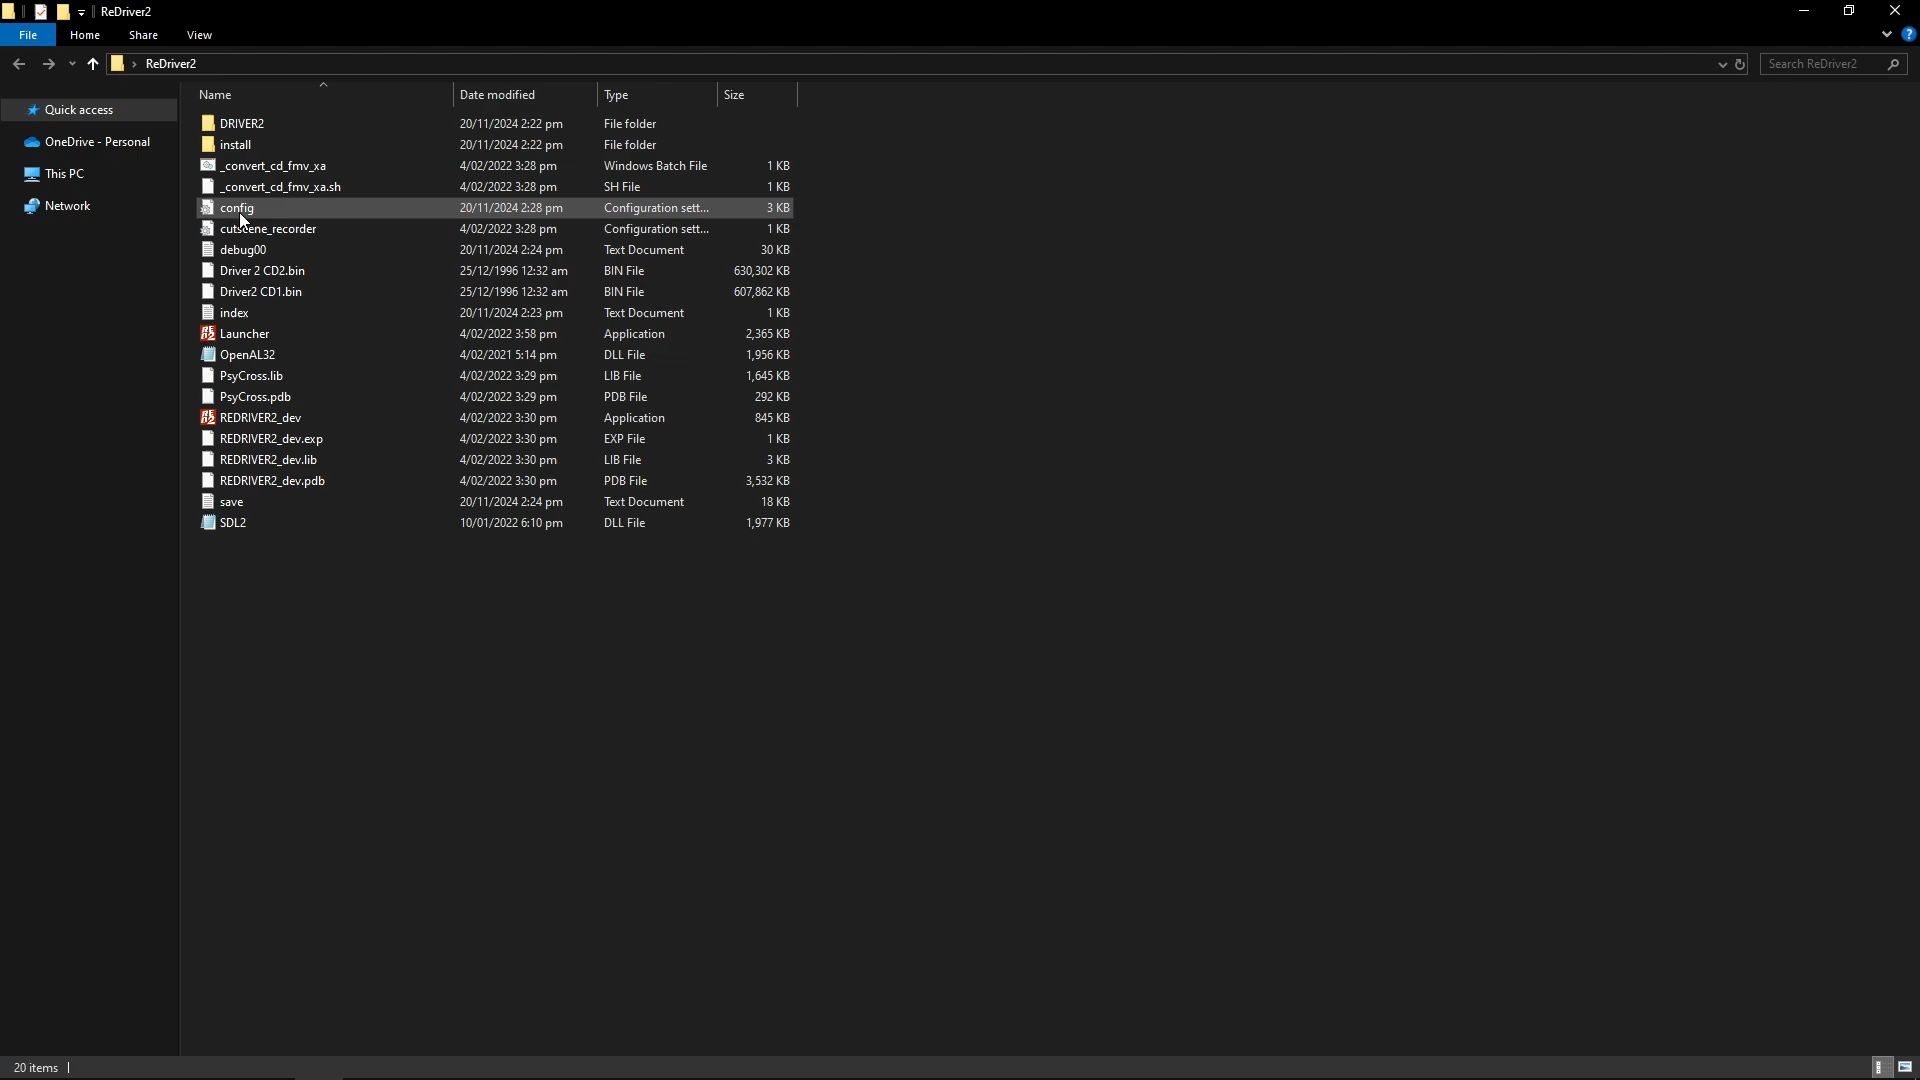 ReDriver2
File Home Share View
ReDriver2
Search ReDriver2
Name Date modified Type Size
Quick access
OneDrive - Personal
This PC
Network
DRIVER2 20/11/2024 2:22 pm File folder
install 20/11/2024 2:22 pm File folder
_convert_cd_fmv_xa 4/02/2022 3:28 pm Windows Batch File 1 KB
_convert_cd_fmv_xa.sh 4/02/2022 3:28 pm SH File 1 KB
config 20/11/2024 2:28 pm Configuration sett... 3 KB
cutscene_recorder 4/02/2022 3:28 pm Configuration sett... 1 KB
debug00 20/11/2024 2:24 pm Text Document 30 KB
Driver 2 CD2.bin 25/12/1996 12:32 am BIN File 630,302 KB
Driver2 CD1.bin 25/12/1996 12:32 am BIN File 607,862 KB
index 20/11/2024 2:23 pm Text Document 1 KB
Launcher 4/02/2022 3:58 pm Application 2,365 KB
OpenAL32 4/02/2021 5:14 pm DLL File 1,956 KB
PsyCross.lib 4/02/2022 3:29 pm LIB File 1,645 KB
PsyCross.pdb 4/02/2022 3:29 pm PDB File 292 KB
REDRIVER2_dev 4/02/2022 3:30 pm Application 845 KB
REDRIVER2_dev.exp 4/02/2022 3:30 pm EXP File 1 KB
REDRIVER2_dev.lib 4/02/2022 3:30 pm LIB File 3 KB
REDRIVER2_dev.pdb 4/02/2022 3:30 pm PDB File 3,532 KB
save 20/11/2024 2:24 pm Text Document 18 KB
SDL2 10/01/2022 6:10 pm DLL File 1,977 KB
20 items